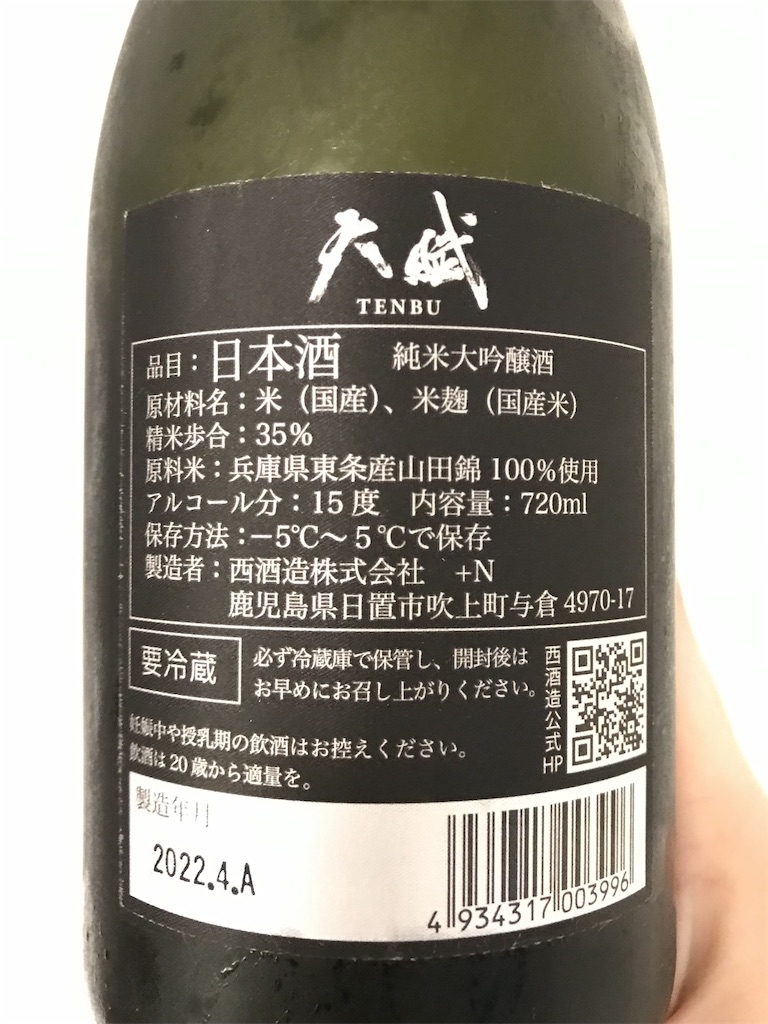 天賦
TENBU
品目：日本酒　純米大吟醸酒
原材料名：米（国産）、米麹（国産米）
精米歩合：35%
原料米：兵庫県東条産山田錦 100%使用
アルコール分：15度　内容量：720ml
保存方法：−5℃〜5℃で保存
製造者：西酒造株式会社　+N
鹿児島県日置市吹上町与倉 4970-17
要冷蔵
必ず冷蔵庫で保管し、開封後は
お早めにお召し上がりください。
西酒造公式HP
妊娠中や授乳期の飲酒はお控えください。
飲酒は20歳から適量を。
製造年月
2022.4.A
4 934317 003996